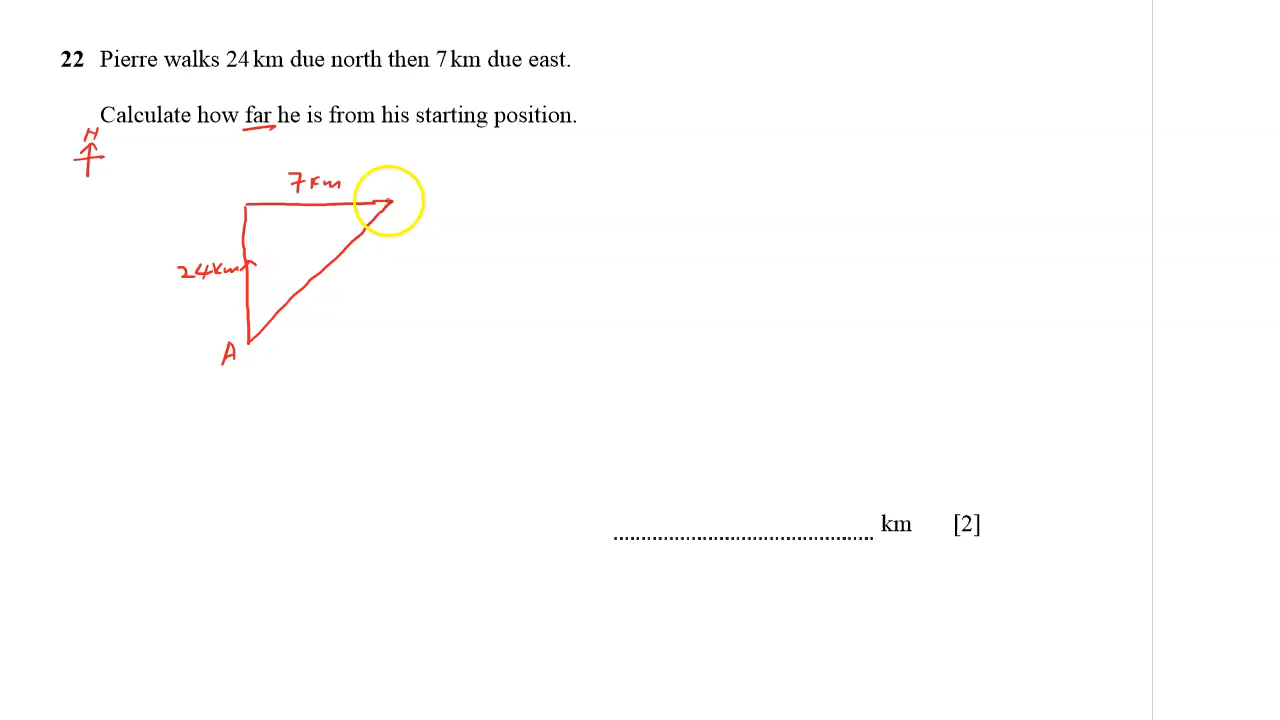 22 Pierre walks 24 km due north then 7 km due east.
Calculate how far he is from his starting position.
N
7 km
24 km
A
........................................ km [2]